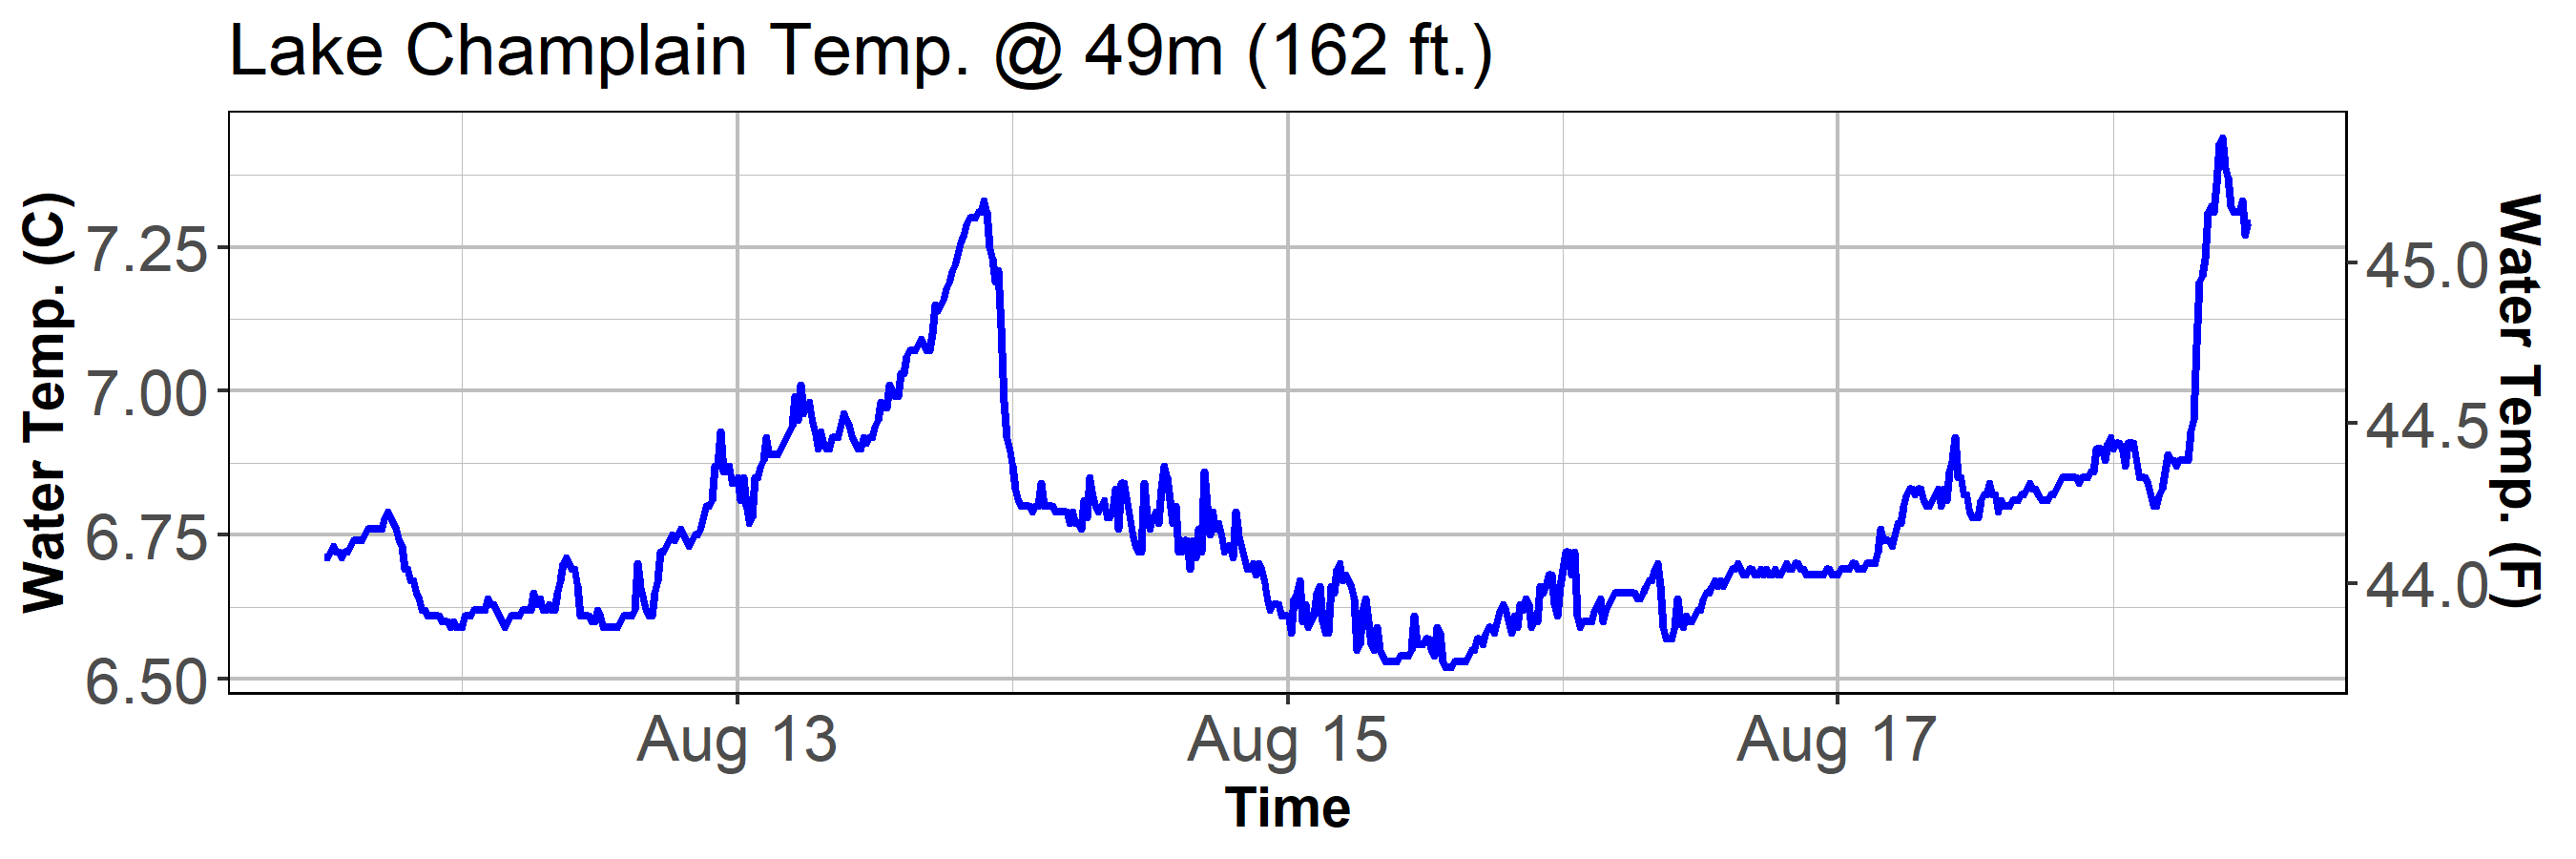 Lake Champlain Temp. @ 49m (162 ft.)
Water Temp. (C)
7.25
7.00
6.75
6.50
45.0
44.5
44.0
Water Temp. (F)
Aug 13
Aug 15
Aug 17
Time